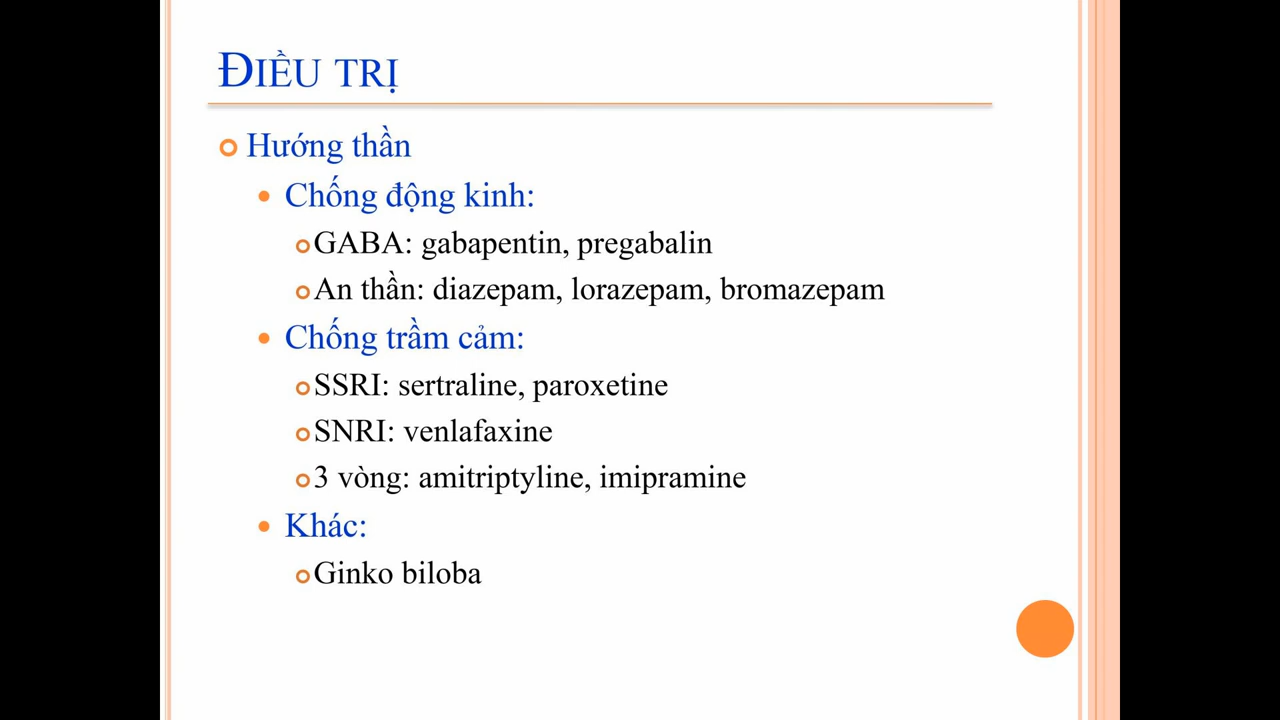 ĐIỀU TRỊ
Hướng thần
Chống động kinh:
GABA: gabapentin, pregabalin
An thần: diazepam, lorazepam, bromazepam
Chống trầm cảm:
SSRI: sertraline, paroxetine
SNRI: venlafaxine
3 vòng: amitriptyline, imipramine
Khác:
Ginko biloba